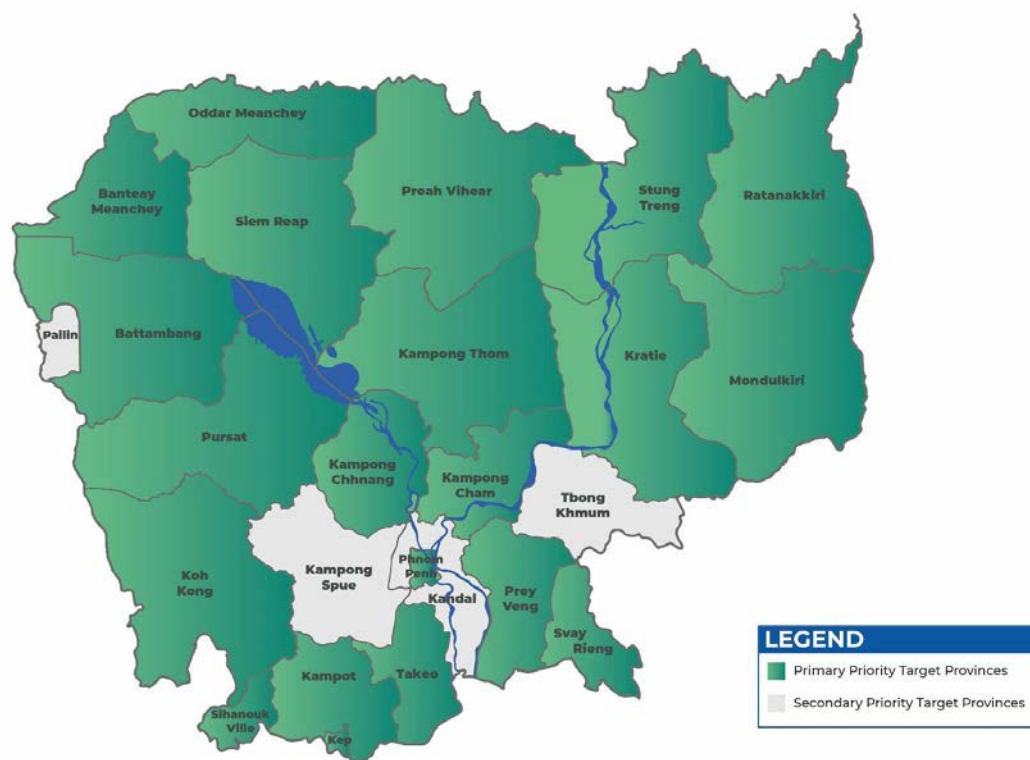 Oddar Meanchey
Banteay
Meanchey
Siem Reap
Preah Vihear
Stung
Treng
Ratanakkiri
Pailin
Battambang
Kampong Thom
Kratie
Mondulkiri
Pursat
Kampong
Chhnang
Kampong
Cham
Tbong
Khmum
Koh
Kong
Kampong
Spue
Phnom
Penh
Kandal
Prey
Veng
Svay
Rieng
Kampot
Takeo
Sihanouk
Ville
Kep
LEGEND
Primary Priority Target Provinces
Secondary Priority Target Provinces